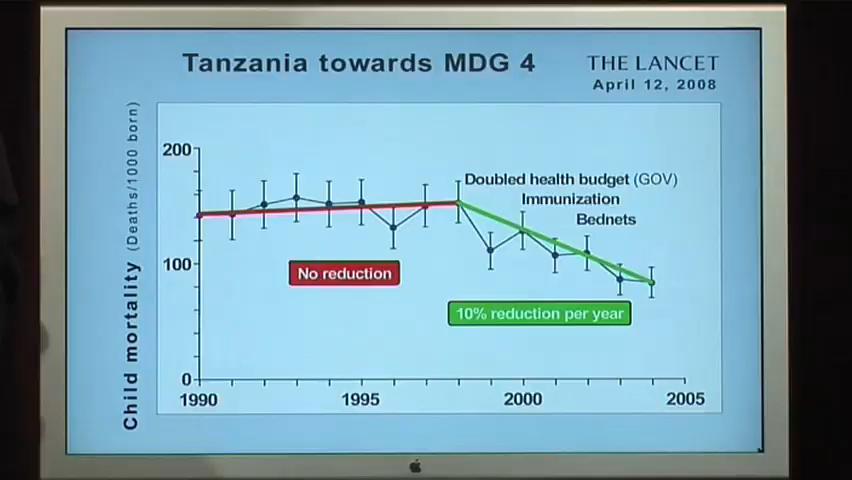 Tanzania towards MDG 4
THE LANCET
April 12, 2008
Child mortality (Deaths/1000 born)
200
100
0
Doubled health budget (GOV)
Immunization
Bednets
No reduction
10% reduction per year
1990
1995
2000
2005